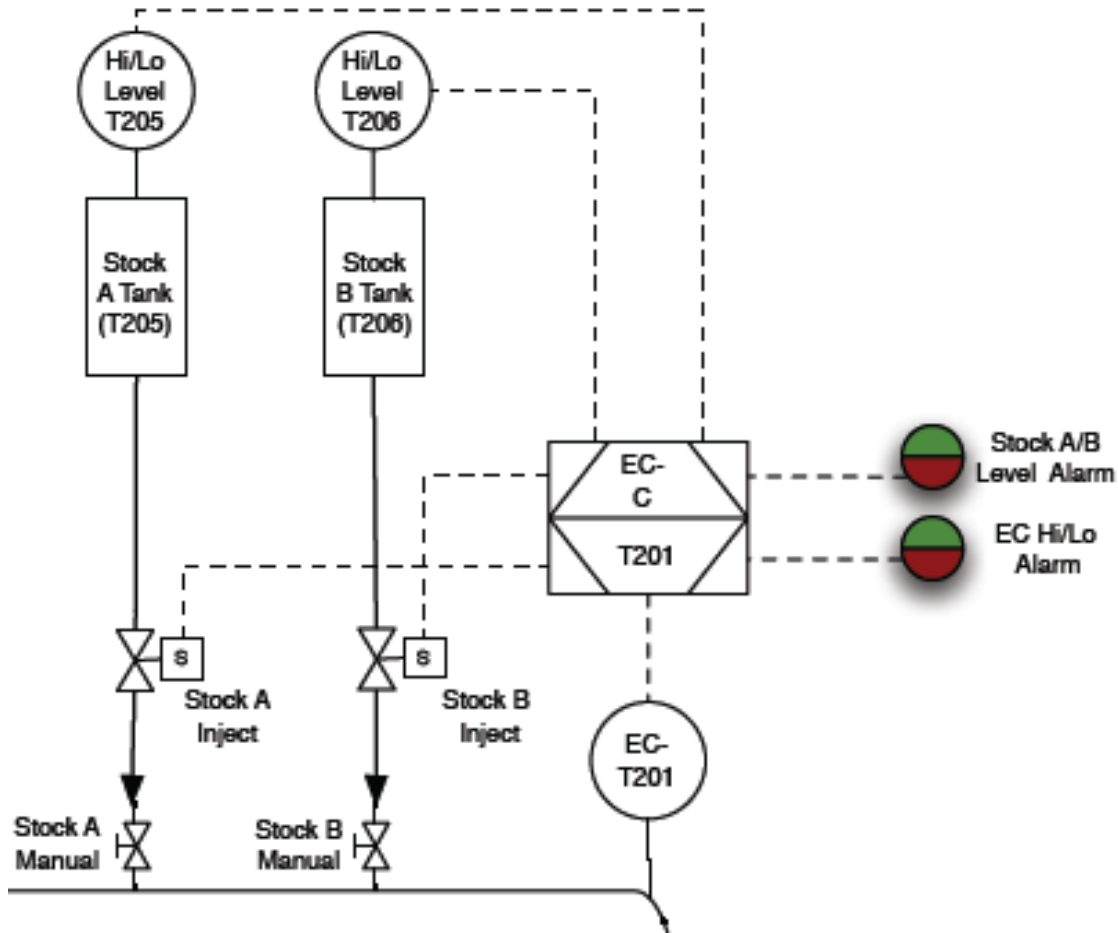 Hi/Lo
Level
T205
Hi/Lo
Level
T206
Stock
A Tank
(T205)
Stock
B Tank
(T206)
EC-
C
T201
Stock A/B
Level Alarm
EC Hi/Lo
Alarm
S
S
Stock A
Inject
Stock B
Inject
EC-
T201
Stock A
Manual
Stock B
Manual